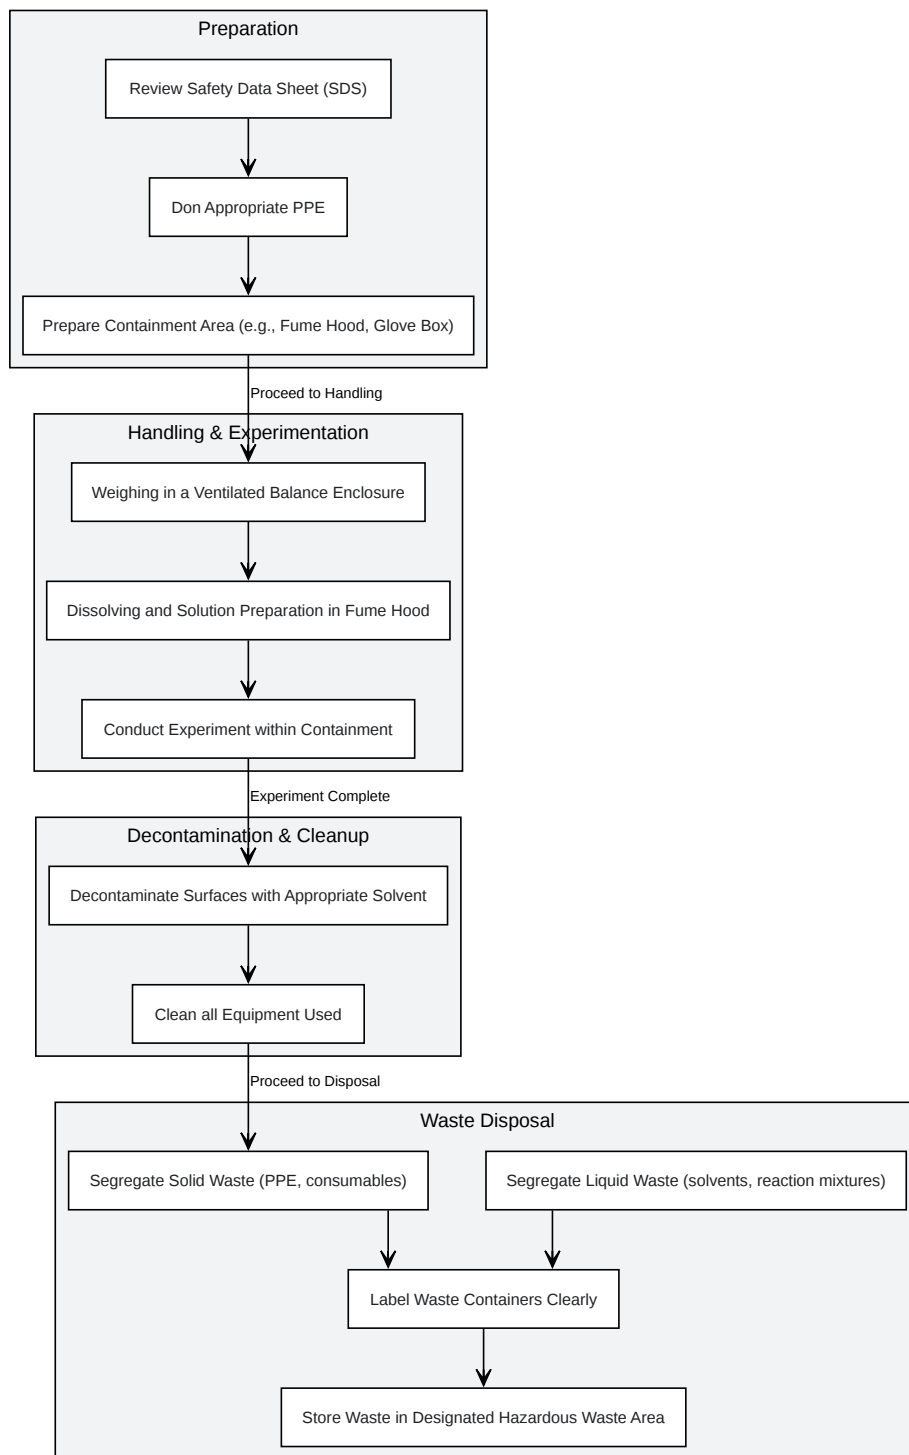 Preparation
Review Safety Data Sheet (SDS)
Don Appropriate PPE
Prepare Containment Area (e.g., Fume Hood, Glove Box)
Proceed to Handling
Handling & Experimentation
Weighing in a Ventilated Balance Enclosure
Dissolving and Solution Preparation in Fume Hood
Conduct Experiment within Containment
Experiment Complete
Decontamination & Cleanup
Decontaminate Surfaces with Appropriate Solvent
Clean all Equipment Used
Proceed to Disposal
Waste Disposal
Segregate Solid Waste (PPE, consumables)
Segregate Liquid Waste (solvents, reaction mixtures)
Label Waste Containers Clearly
Store Waste in Designated Hazardous Waste Area